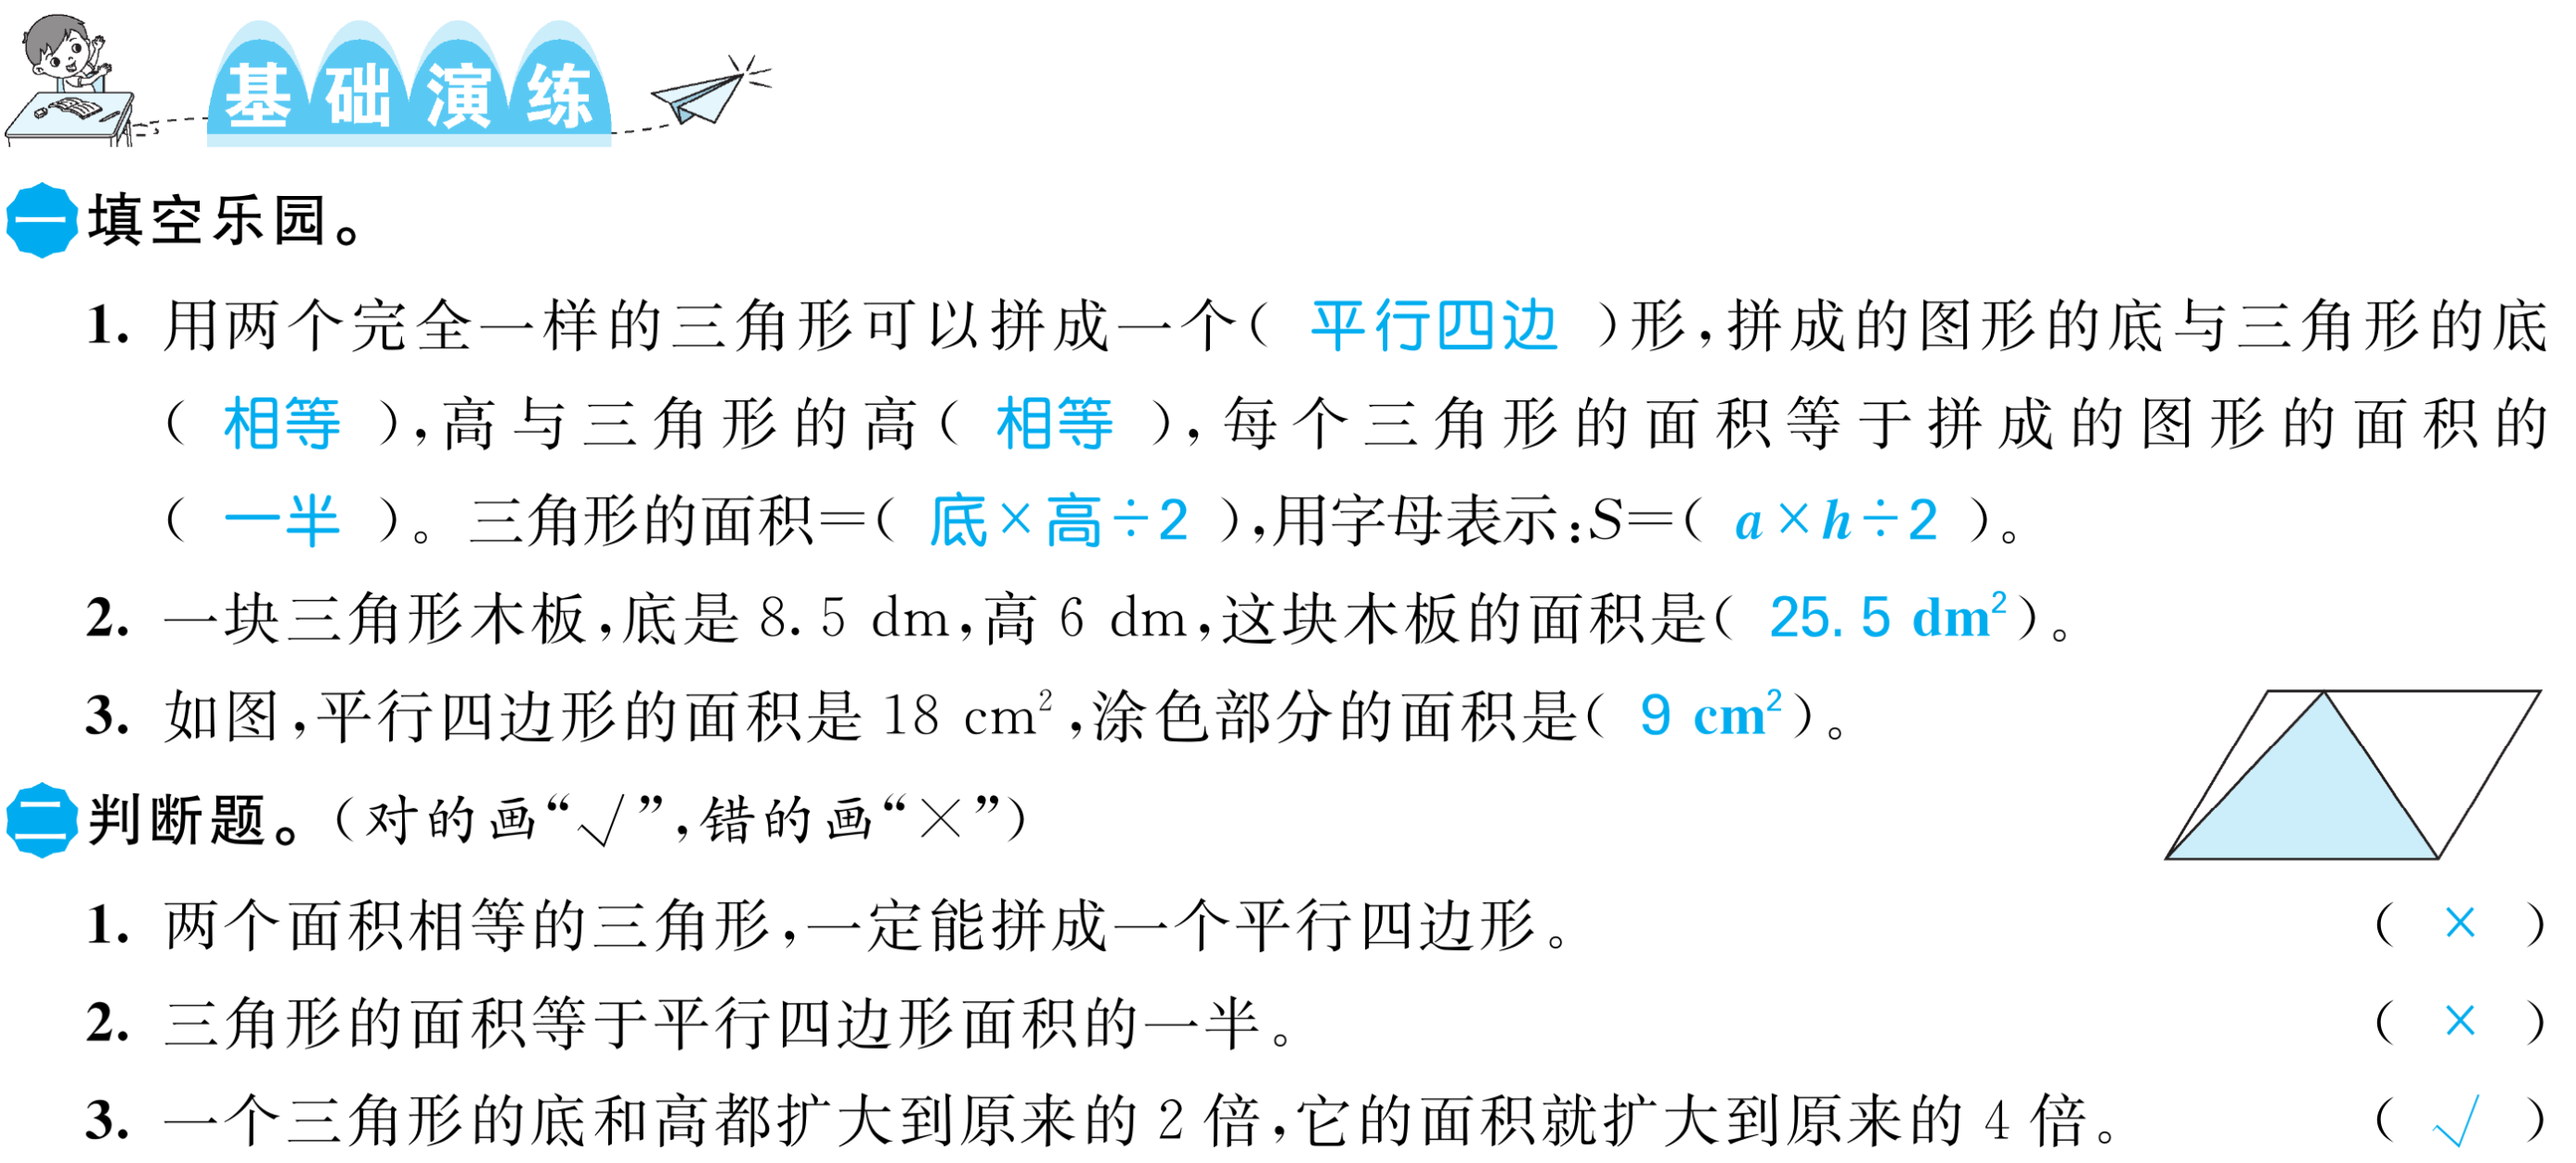 基础演练
一填空乐园。
1. 用两个完全一样的三角形可以拼成一个( 平行四边 )形,拼成的图形的底与三角形的底
( 相等 ),高与三角形的高( 相等 ),每个三角形的面积等于拼成的图形的面积的
( 一半 )。三角形的面积=( 底×高÷2 ),用字母表示:S=( a×h÷2 )。
2. 一块三角形木板,底是 8.5 dm,高 6 dm,这块木板的面积是( 25.5 dm²)。
3. 如图,平行四边形的面积是 18 cm²,涂色部分的面积是( 9 cm²)。
二判断题。(对的画“√”,错的画“×”)
1. 两个面积相等的三角形,一定能拼成一个平行四边形。 ( × )
2. 三角形的面积等于平行四边形面积的一半。 ( × )
3. 一个三角形的底和高都扩大到原来的 2 倍,它的面积就扩大到原来的 4 倍。 ( √ )